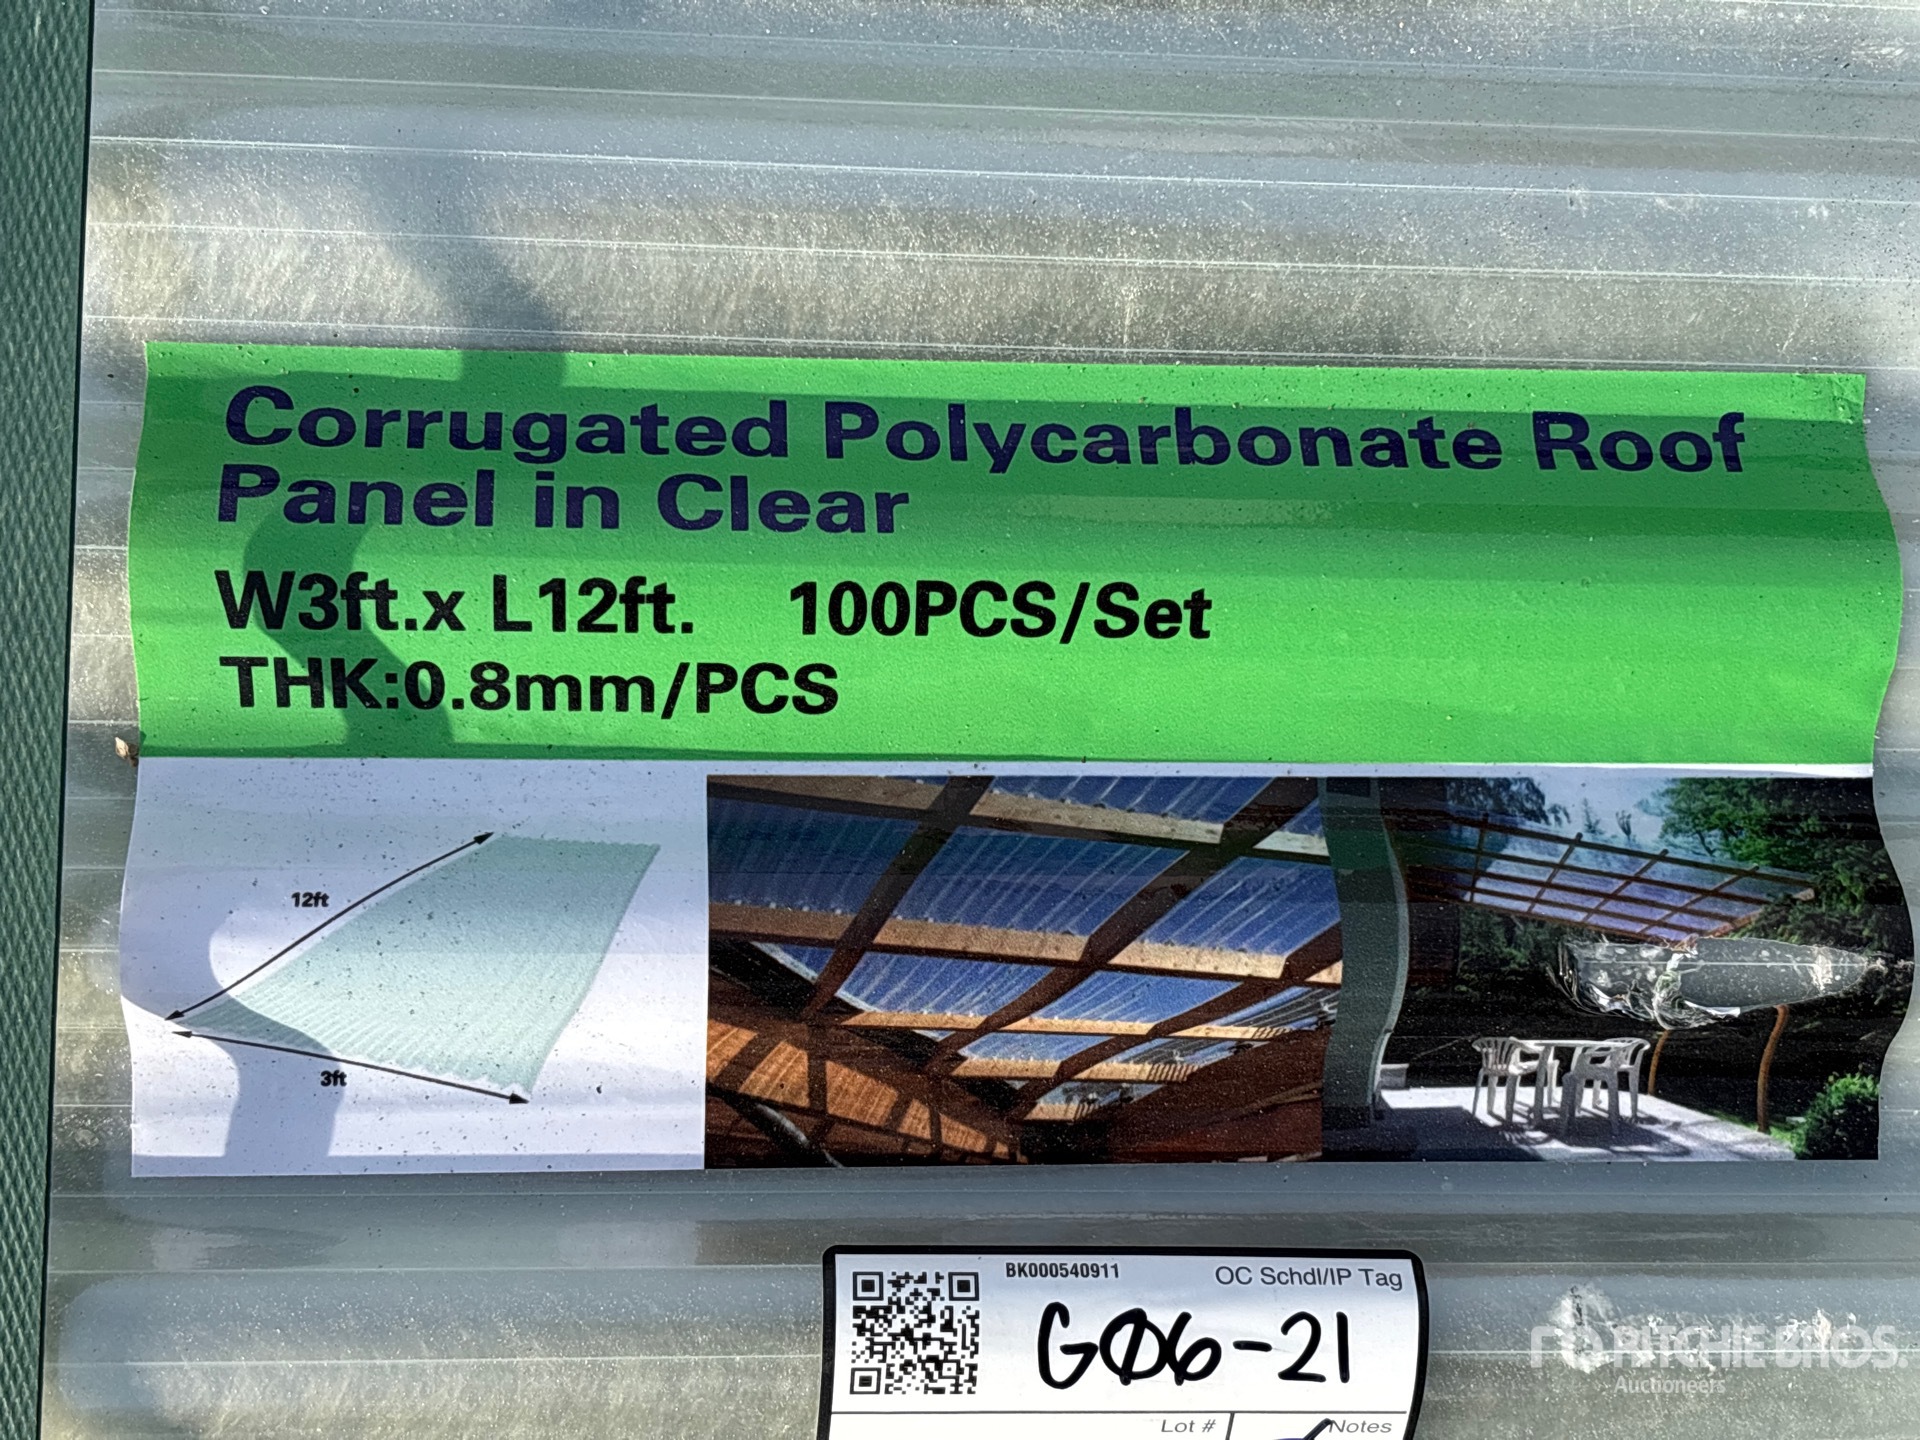 Corrugated Polycarbonate Roof
Panel in Clear
W3ft.x L12ft. 100PCS/Set
THK:0.8mm/PCS
12ft
3ft
BK000540911
OC Schdl/IP Tag
G06-21
Lot #
Notes
RITCHIE BROS.
Auctioneers